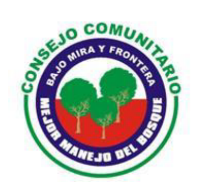 CONSEJO COMUNITARIO
BAJO MIRA Y FRONTERA
MEJOR MANEJO DEL BOSQUE